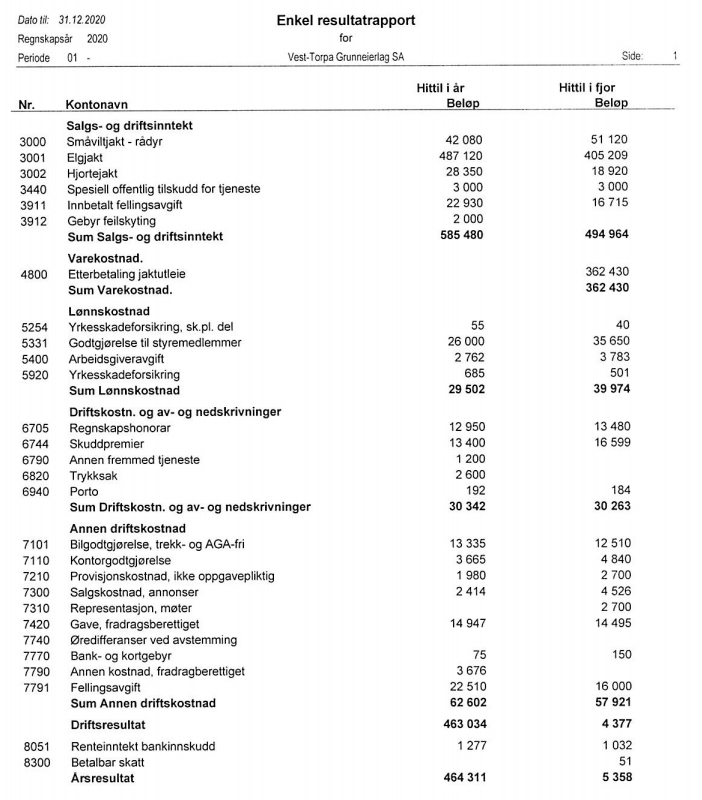 Dato til: 31.12.2020 Enkel resultatrapport
Regnskapsår 2020 for
Periode 01 - Vest-Torpa Grunneierlag SA Side: 1
Hittil i år Hittil i fjor
Nr. Kontonavn Beløp Beløp
Salgs- og driftsinntekt
3000 Småviltjakt - rådyr 42 080 51 120
3001 Elgjakt 487 120 405 209
3002 Hjortejakt 28 350 18 920
3440 Spesiell offentlig tilskudd for tjeneste 3 000 3 000
3911 Innbetalt fellingsavgift 22 930 16 715
3912 Gebyr feilskyting 2 000
Sum Salgs- og driftsinntekt 585 480 494 964
Varekostnad.
4800 Etterbetaling jaktutleie 362 430
Sum Varekostnad. 362 430
Lønnskostnad
5254 Yrkesskadeforsikring, sk.pl. del 55 40
5331 Godtgjørelse til styremedlemmer 26 000 35 650
5400 Arbeidsgiveravgift 2 762 3 783
5920 Yrkesskadeforsikring 685 501
Sum Lønnskostnad 29 502 39 974
Driftskostn. og av- og nedskrivninger
6705 Regnskapshonorar 12 950 13 480
6744 Skuddpremier 13 400 16 599
6790 Annen fremmed tjeneste 1 200
6820 Trykksak 2 600
6940 Porto 192 184
Sum Driftskostn. og av- og nedskrivninger 30 342 30 263
Annen driftskostnad
7101 Bilgodtgjørelse, trekk- og AGA-fri 13 335 12 510
7110 Kontorgodtgjørelse 3 665 4 840
7210 Provisjonskostnad, ikke oppgavepliktig 1 980 2 700
7300 Salgskostnad, annonser 2 414 4 526
7310 Representasjon, møter 2 700
7420 Gave, fradragsberettiget 14 947 14 495
7740 Øredifferanser ved avstemming
7770 Bank- og kortgebyr 75 150
7790 Annen kostnad, fradragberettiget 3 676
7791 Fellingsavgift 22 510 16 000
Sum Annen driftskostnad 62 602 57 921
Driftsresultat 463 034 4 377
8051 Renteinntekt bankinnskudd 1 277 1 032
8300 Betalbar skatt 51
Årsresultat 464 311 5 358